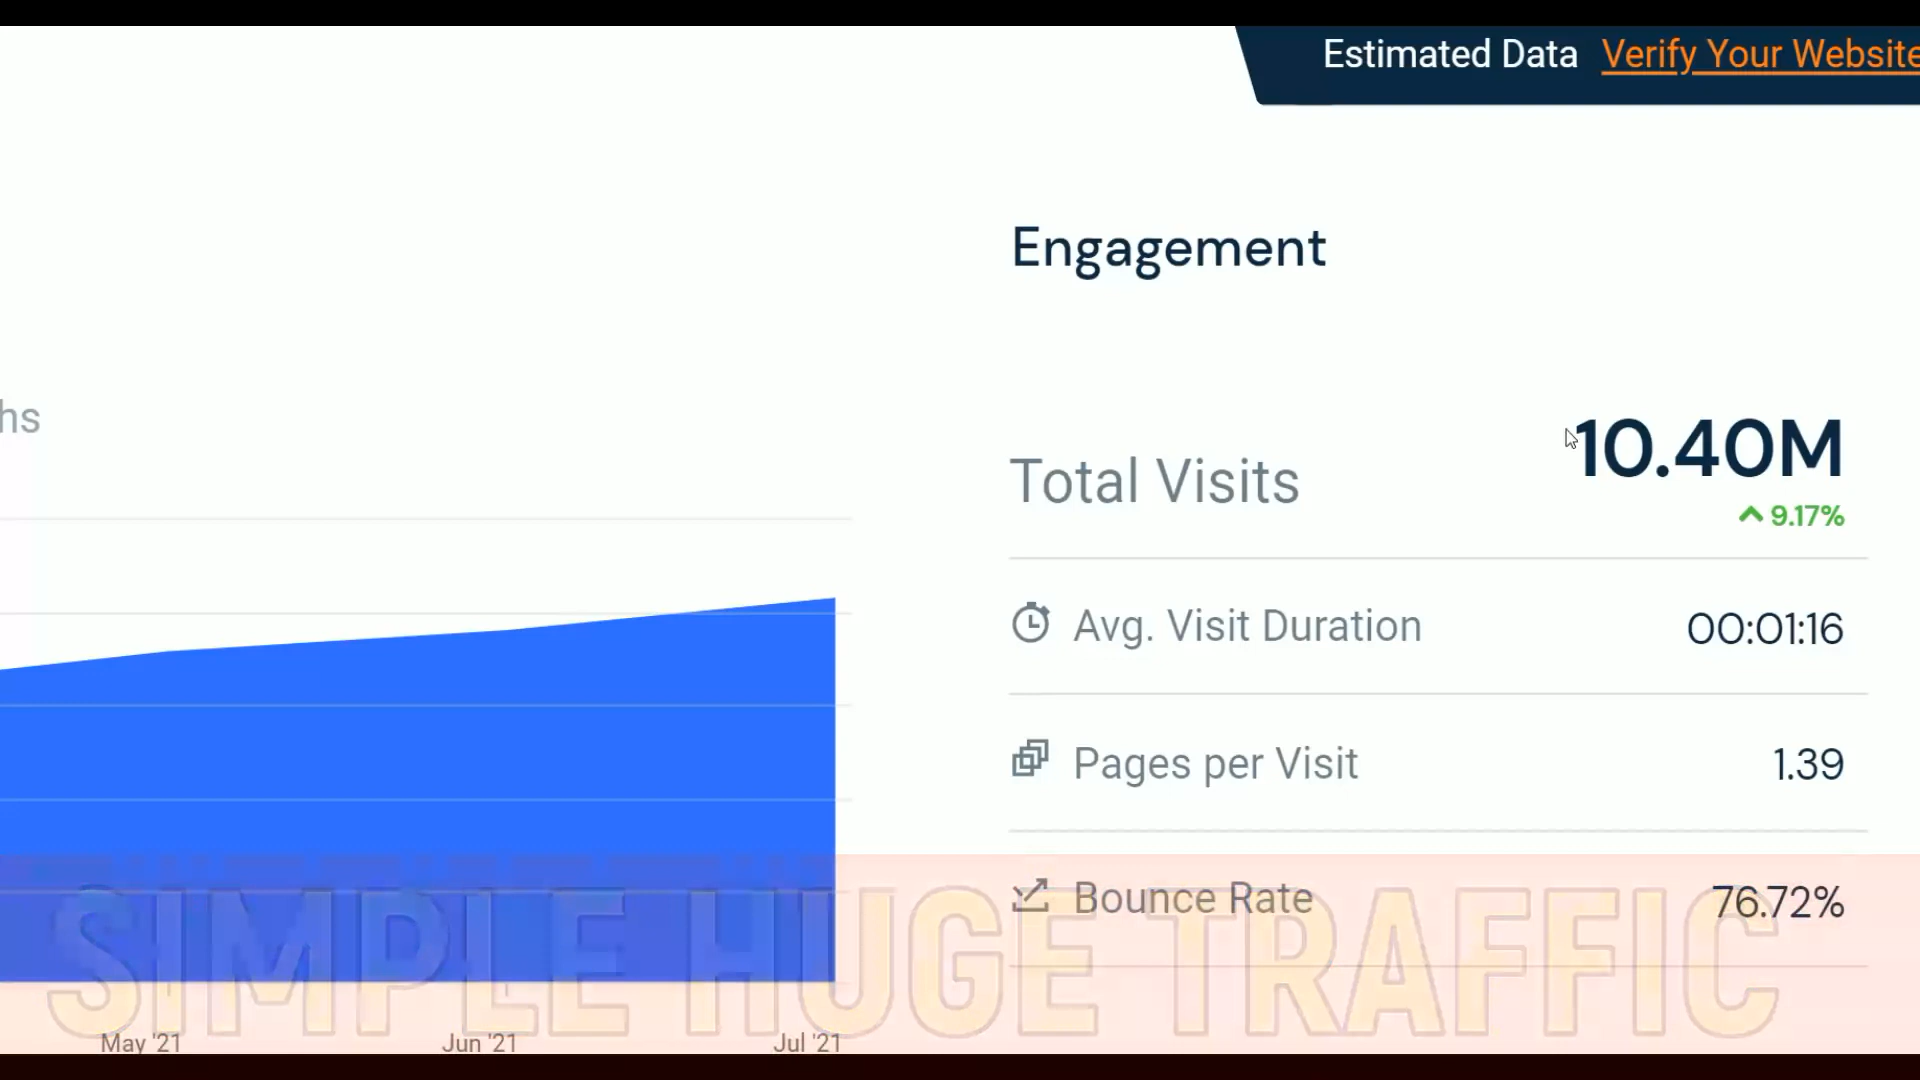 Estimated Data Verify Your Website
Engagement
hs
Total Visits
10.40M
9.17%
Avg. Visit Duration
00:01:16
Pages per Visit
1.39
Bounce Rate
76.72%
SIMPLE HUGE TRAFFIC
May '21
Jun '21
Jul '21